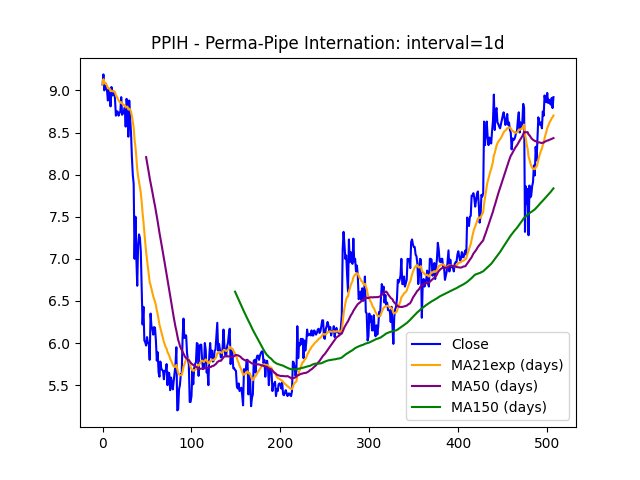 PPIH - Perma-Pipe Internation: interval=1d
9.0
8.5
8.0
7.5
7.0
6.5
6.0
5.5
0
100
200
300
400
500
Close
MA21exp (days)
MA50 (days)
MA150 (days)